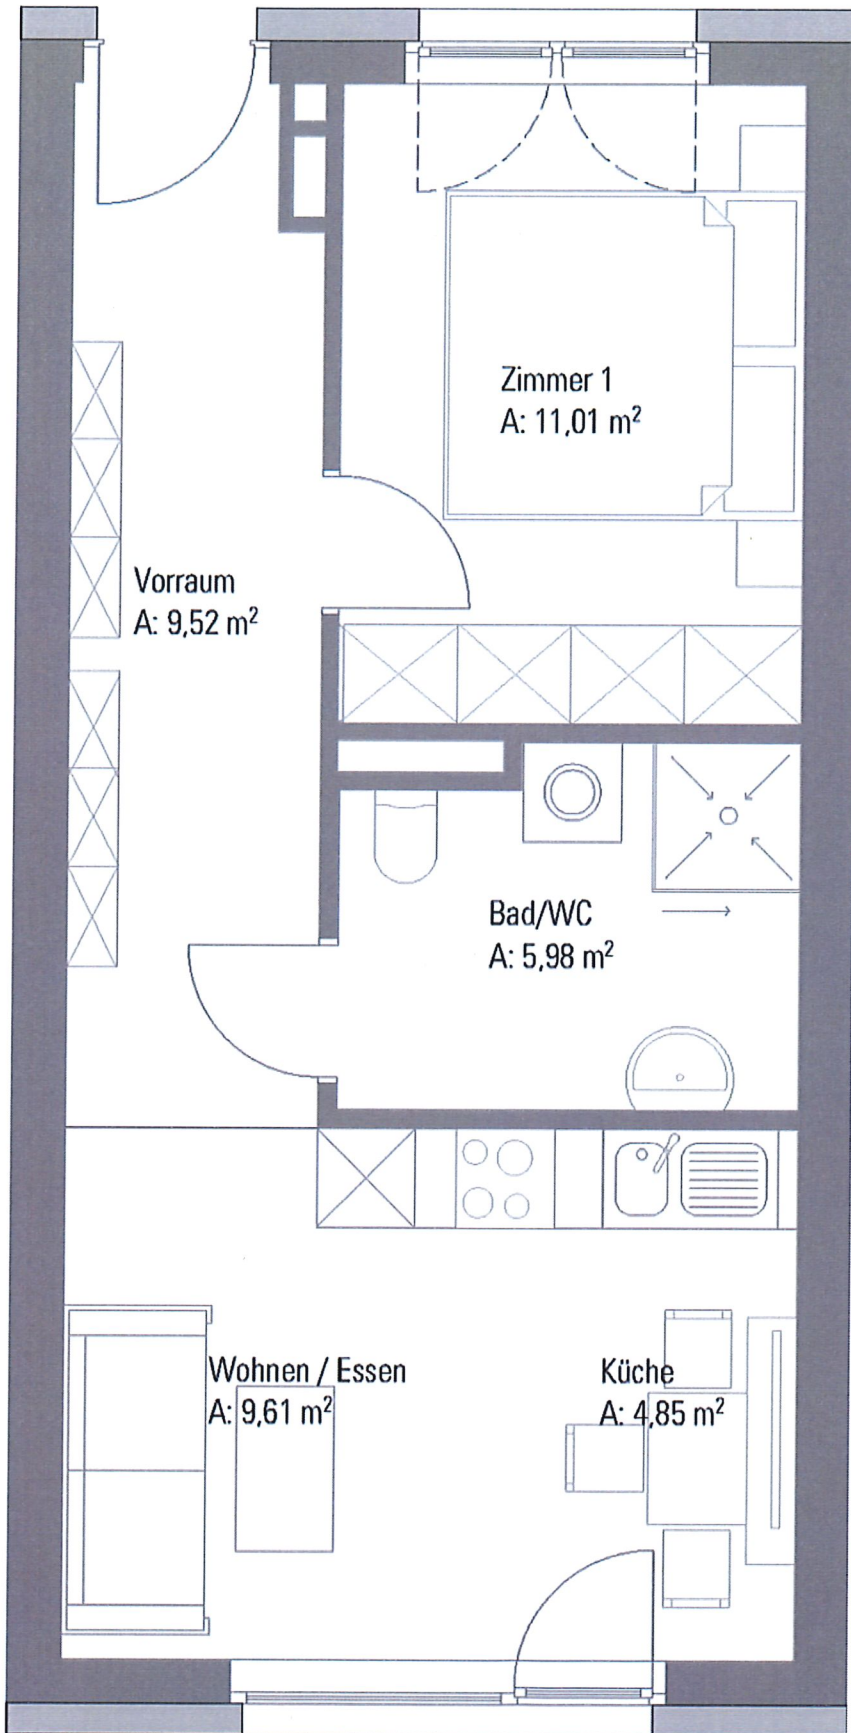 Zimmer 1
A: 11,01 m²
Vorraum
A: 9,52 m²
Bad/WC
A: 5,98 m²
Wohnen / Essen
A: 9,61 m²
Küche
A: 4,85 m²